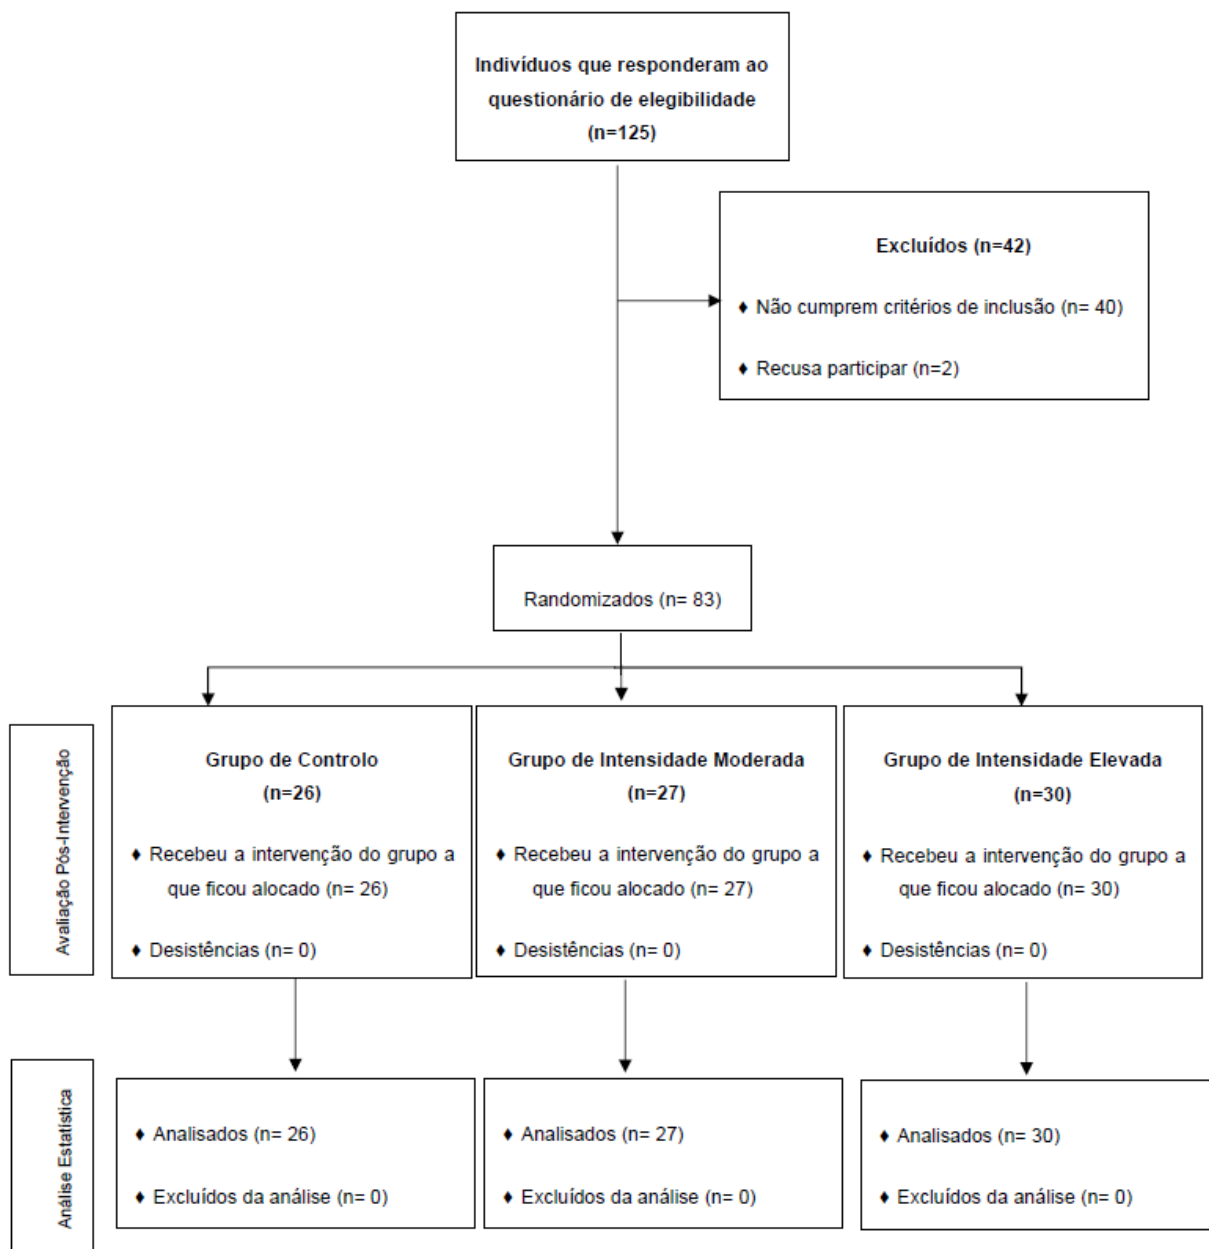 Indivíduos que responderam ao
questionário de elegibilidade
(n=125)
Excluídos (n=42)
♦ Não cumprem critérios de inclusão (n= 40)
♦ Recusa participar (n=2)
Randomizados (n= 83)
Avaliação Pós-Intervenção
Grupo de Controlo
(n=26)
♦ Recebeu a intervenção do grupo a
que ficou alocado (n= 26)
♦ Desistências (n= 0)
Grupo de Intensidade Moderada
(n=27)
♦ Recebeu a intervenção do grupo a
que ficou alocado (n= 27)
♦ Desistências (n= 0)
Grupo de Intensidade Elevada
(n=30)
♦ Recebeu a intervenção do grupo a
que ficou alocado (n= 30)
♦ Desistências (n= 0)
Análise Estatística
♦ Analisados (n= 26)
♦ Excluídos da análise (n= 0)
♦ Analisados (n= 27)
♦ Excluídos da análise (n= 0)
♦ Analisados (n= 30)
♦ Excluídos da análise (n= 0)